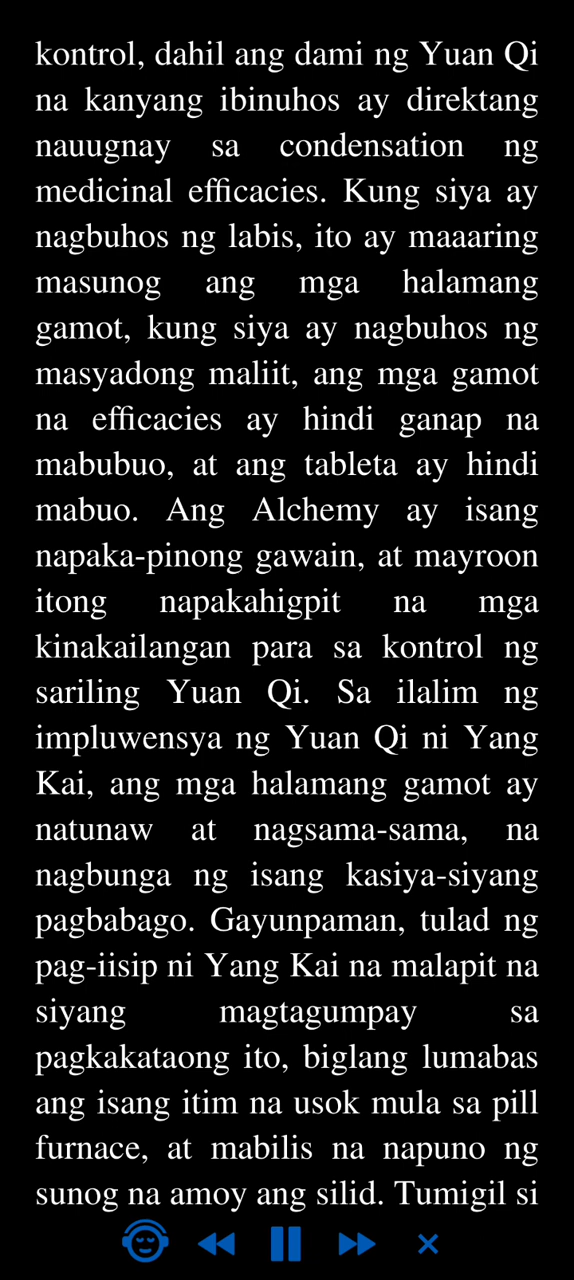 kontrol, dahil ang dami ng Yuan Qi
na kanyang ibinuhos ay direktang
nauugnay sa condensation ng
medicinal efficacies. Kung siya ay
nagbuhos ng labis, ito ay maaaring
masunog ang mga halamang
gamot, kung siya ay nagbuhos ng
masyadong maliit, ang mga gamot
na efficacies ay hindi ganap na
mabubuo, at ang tableta ay hindi
mabuo. Ang Alchemy ay isang
napaka-pinong gawain, at mayroon
itong napakahigpit na mga
kinakailangan para sa kontrol ng
sariling Yuan Qi. Sa ilalim ng
impluwensya ng Yuan Qi ni Yang
Kai, ang mga halamang gamot ay
natunaw at nagsama-sama, na
nagbunga ng isang kasiya-siyang
pagbabago. Gayunpaman, tulad ng
pag-iisip ni Yang Kai na malapit na
siyang magtagumpay sa
pagkakataong ito, biglang lumabas
ang isang itim na usok mula sa pill
furnace, at mabilis na napuno ng
sunog na amoy ang silid. Tumigil si